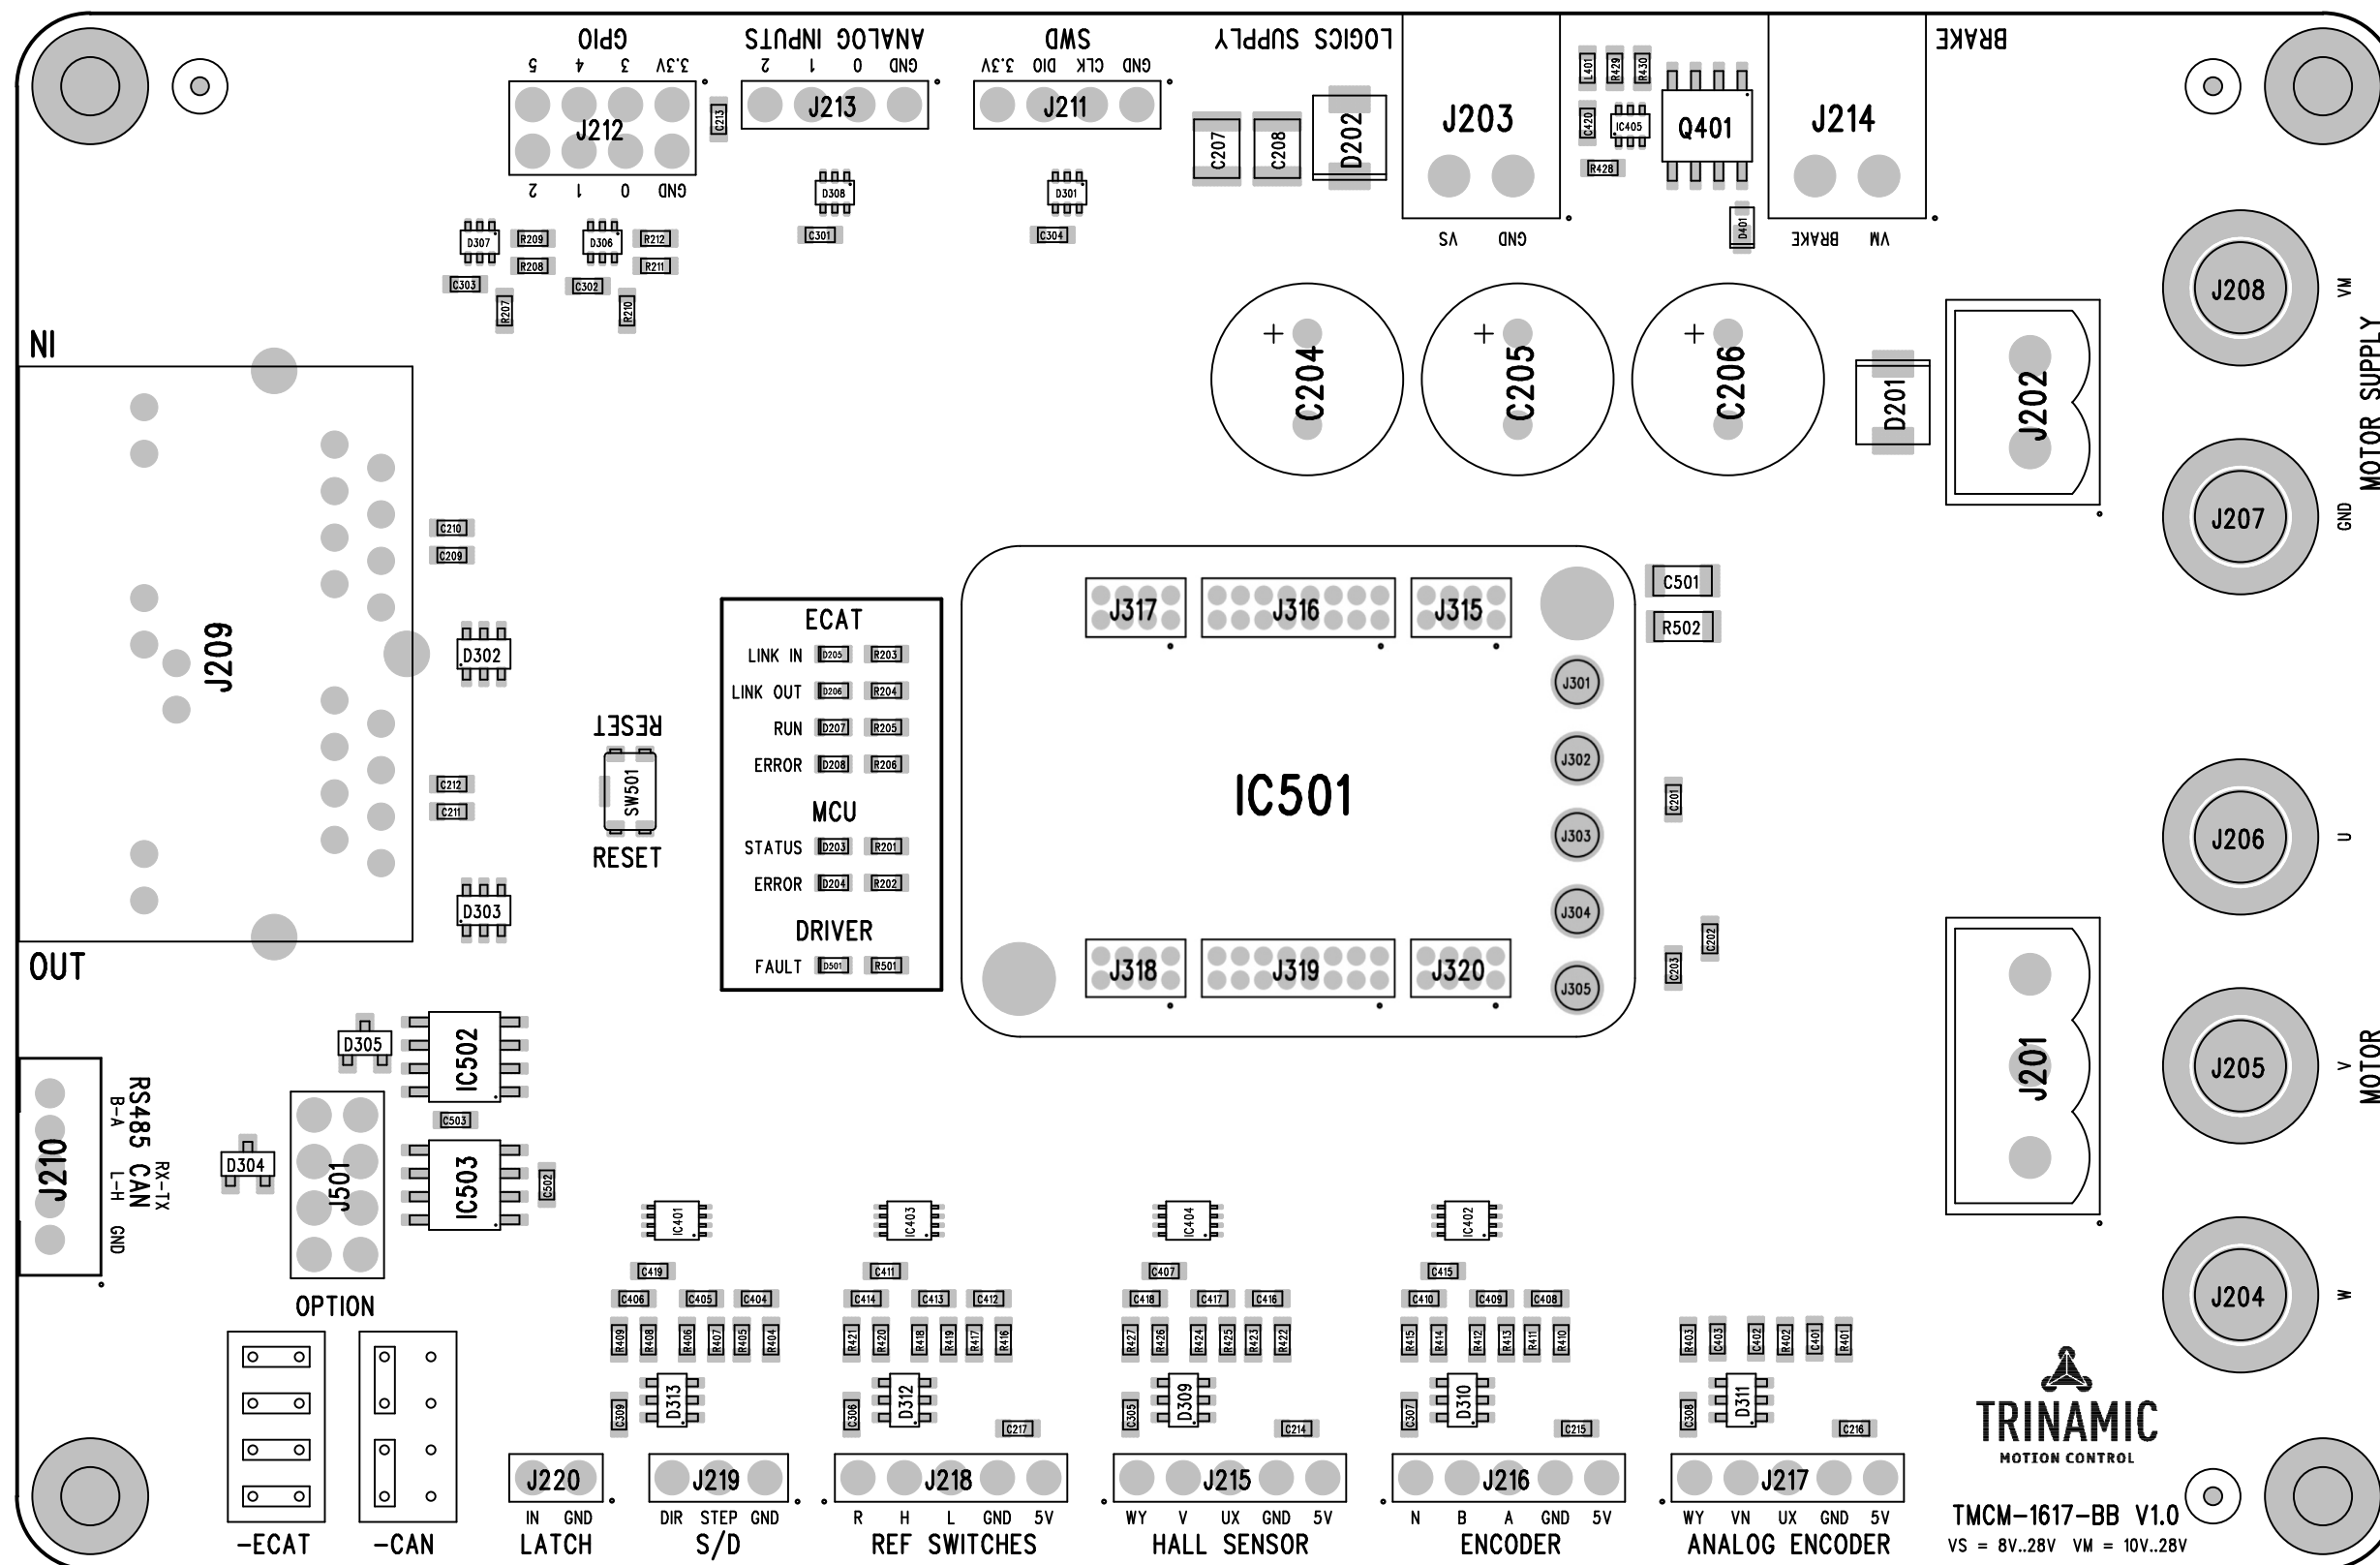 GPIO
ANALOG INPUTS
SWD
LOGICS SUPPLY
BRAKE
5 4 3 3.3V
2 1 0 GND
3.3V DIO CLK GND
J212
C213
J213
J211
C207
C208
D202
J203
L401
R429
R430
C420
IC405
Q401
R428
J214
2 1 0 GND
D308
D301
C301
C304
VS GND
D401
BRAKE VM
D307
R209
D306
R212
R208
R211
C303
C302
R207
R210
J208
VM
MOTOR SUPPLY
IN
C204
C205
C206
D201
J202
J207
GND
J209
C210
C209
D302
C212
C211
D303
OUT
RESET
SW501
RESET
ECAT
LINK IN D205 R203
LINK OUT D206 R204
RUN D207 R205
ERROR D208 R206
MCU
STATUS D203 R201
ERROR D204 R202
DRIVER
FAULT D501 R501
J317
J316
J315
J301
J302
IC501
J303
J304
J305
J318
J319
J320
C501
R502
C201
C202
C203
J206
U
J205
V
MOTOR
J201
J204
W
D305
IC502
C503
IC503
C502
D304
J501
J210
RS485 CAN
B-A L-H GND
RX-TX
OPTION
-ECAT
-CAN
IC401
IC403
IC404
IC402
C419
C411
C407
C415
C406 C405 C404
C414 C413 C412
C418 C417 C416
C410 C409 C408
R409 R408 R406 R407 R405 R404
R421 R420 R418 R419 R417 R416
R427 R426 R424 R425 R423 R422
R415 R414 R412 R413 R411 R410
R403 C403 C402 R402 C401 R401
C309 D313
C306 D312 C217
C305 D309 C214
C307 D310 C215
C308 D311 C216
J220
IN GND
LATCH
J219
DIR STEP GND
S/D
J218
R H L GND 5V
REF SWITCHES
J215
WY V UX GND 5V
HALL SENSOR
J216
N B A GND 5V
ENCODER
J217
WY VN UX GND 5V
ANALOG ENCODER
TRINAMIC
MOTION CONTROL
TMCM-1617-BB V1.0
VS = 8V..28V VM = 10V..28V